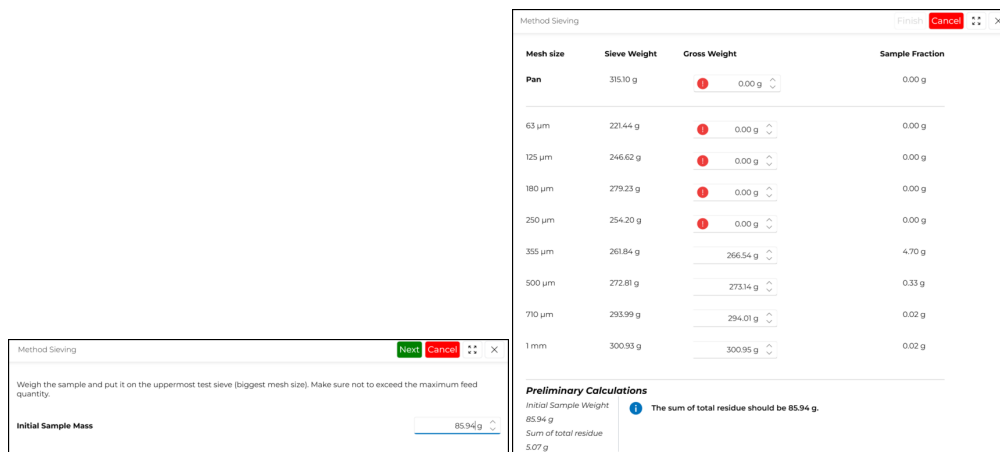 Method Sieving Next Cancel
Weigh the sample and put it on the uppermost test sieve (biggest mesh size). Make sure not to exceed the maximum feed
quantity.
Initial Sample Mass 85.94 g
Method Sieving Finish Cancel
Mesh size Sieve Weight Gross Weight Sample Fraction
Pan 315.10 g 0.00 g 0.00 g
63 μm 221.44 g 0.00 g 0.00 g
125 μm 246.62 g 0.00 g 0.00 g
180 μm 279.23 g 0.00 g 0.00 g
250 μm 254.20 g 0.00 g 0.00 g
355 μm 261.84 g 266.54 g 4.70 g
500 μm 272.81 g 273.14 g 0.33 g
710 μm 293.99 g 294.01 g 0.02 g
1 mm 300.93 g 300.95 g 0.02 g
Preliminary Calculations
Initial Sample Weight
85.94 g
Sum of total residue
5.07 g
The sum of total residue should be 85.94 g.